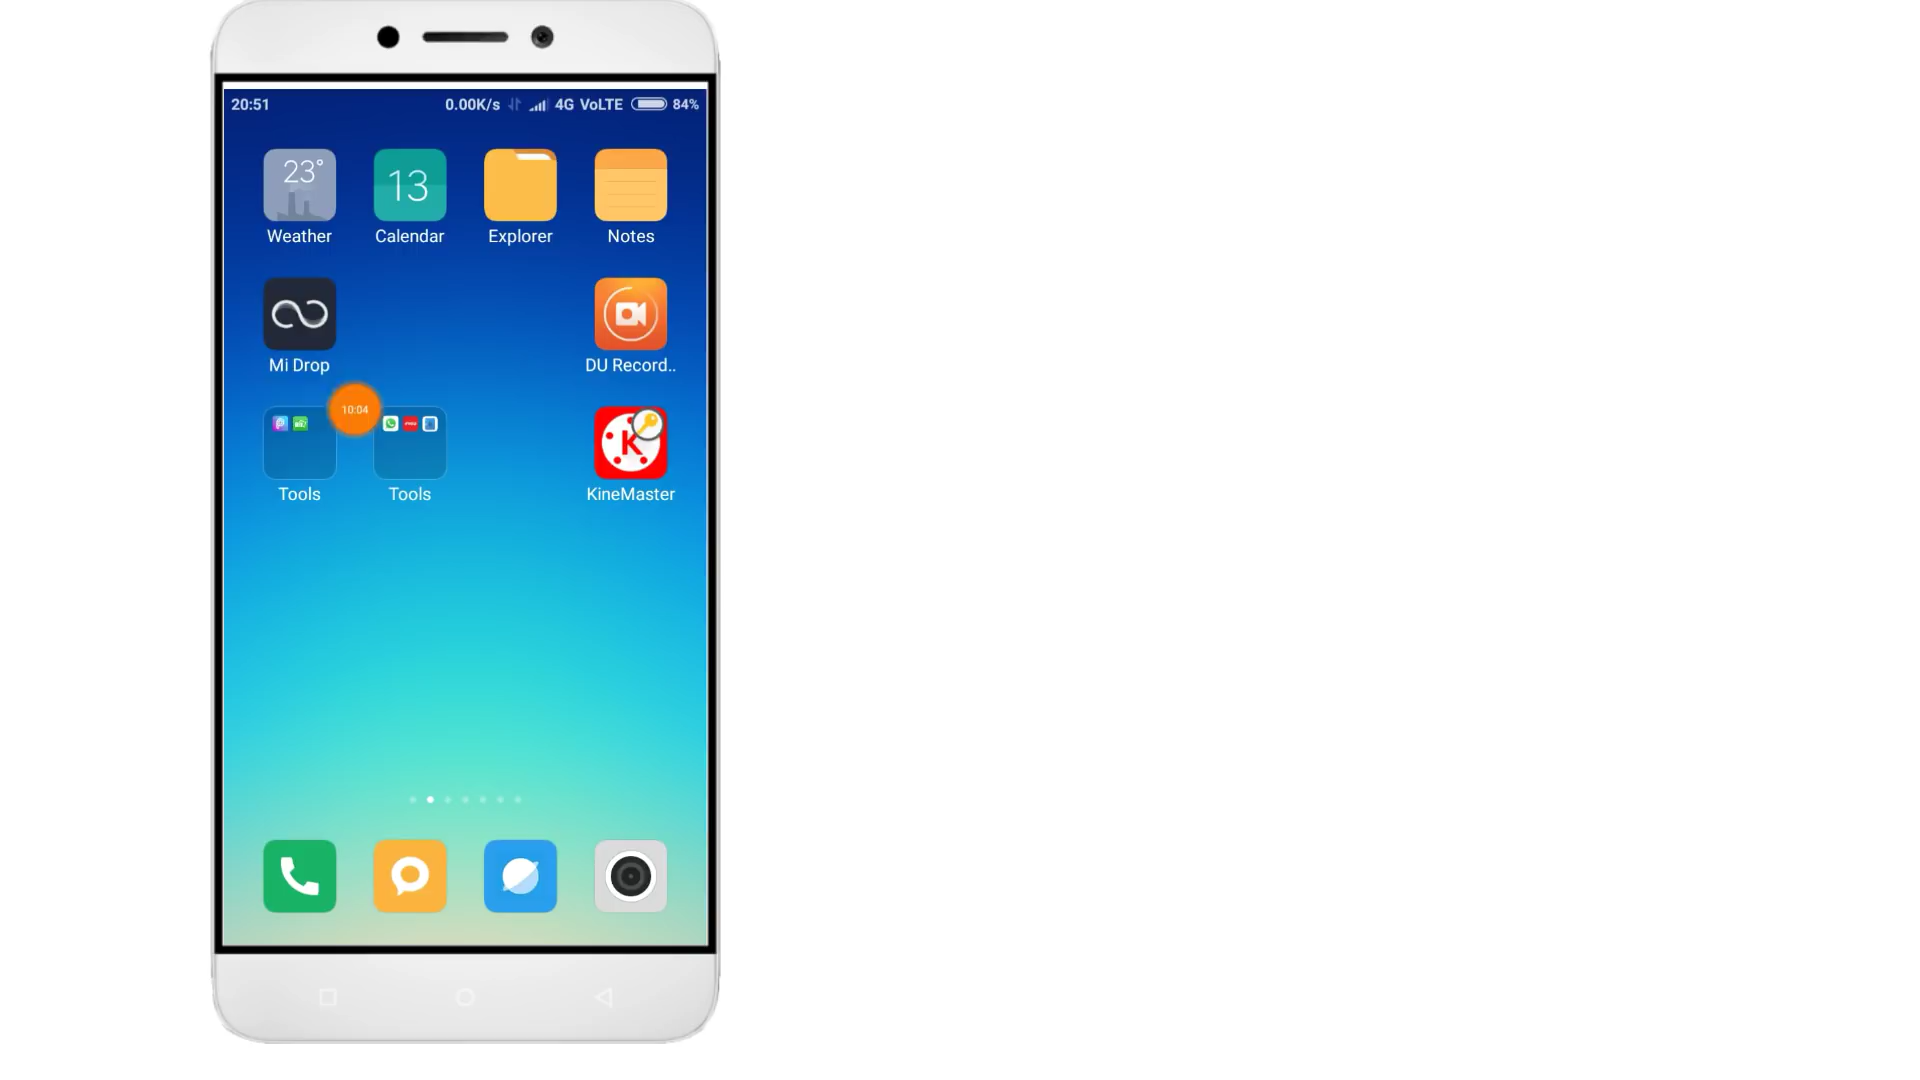 20:51 0.00K/s 4G VoLTE 84%
23°
13
Weather Calendar Explorer Notes
Mi Drop DU Record..
10:04
K
Tools Tools KineMaster